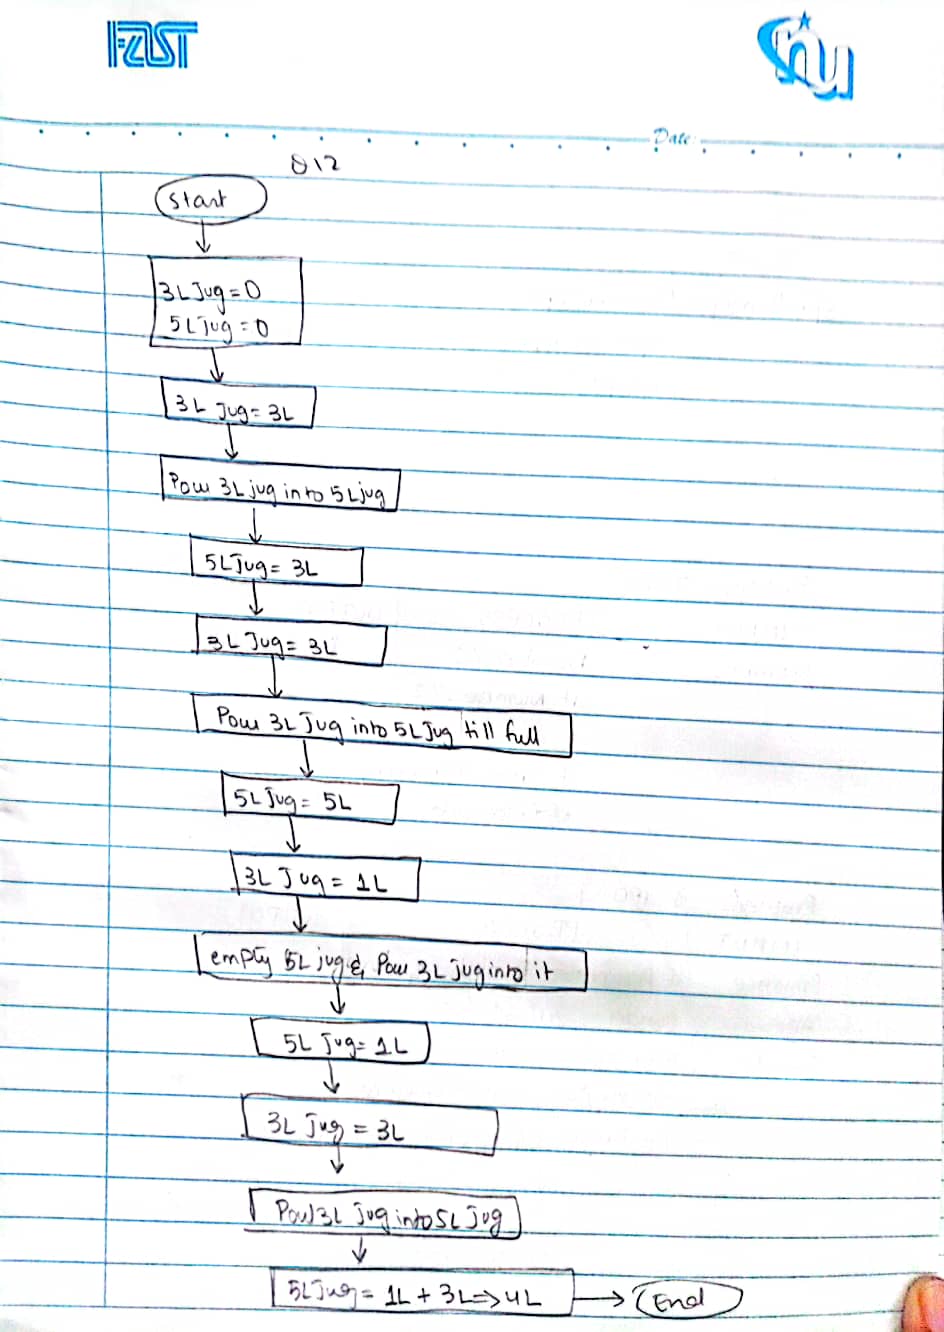 FAST
nu
Date:
Q12
Start
3L Jug = 0
5L Jug = 0
3L Jug = 3L
Pour 3L jug into 5L jug
5L Jug = 3L
3L Jug = 3L
Pour 3L Jug into 5L Jug till full
5L Jug = 5L
3L Jug = 1L
empty 5L jug & Pour 3L Jug into it
5L Jug = 1L
3L Jug = 3L
Pour 3L Jug into 5L Jug
5L Jug = 1L + 3L => 4L
End